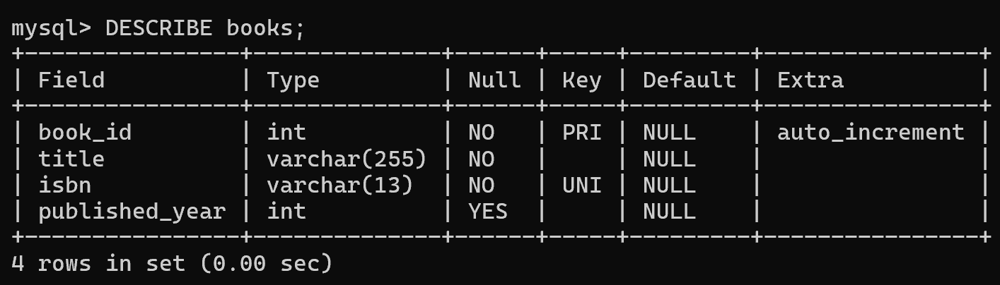 mysql> DESCRIBE books;
+----------------+--------------+------+-----+---------+----------------+
| Field          | Type         | Null | Key | Default | Extra          |
+----------------+--------------+------+-----+---------+----------------+
| book_id        | int          | NO   | PRI | NULL    | auto_increment |
| title          | varchar(255) | NO   |     | NULL    |                |
| isbn           | varchar(13)  | NO   | UNI | NULL    |                |
| published_year | int          | YES  |     | NULL    |                |
+----------------+--------------+------+-----+---------+----------------+
4 rows in set (0.00 sec)